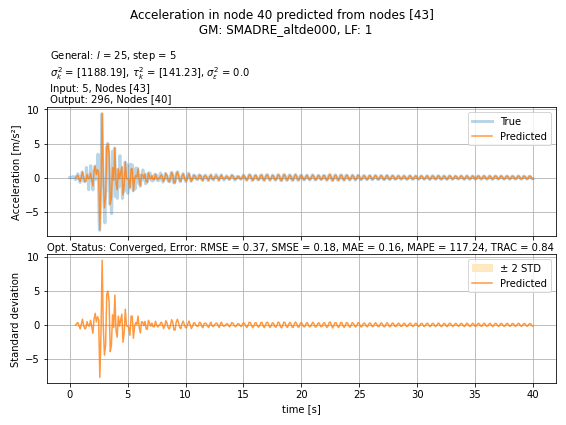 Acceleration in node 40 predicted from nodes [43]
GM: SMADRE_altde000, LF: 1
General: l = 25, step = 5
σ²ₖ = [1188.19], τ²ₖ = [141.23], σ²_ε = 0.0
Input: 5, Nodes [43]
Output: 296, Nodes [40]
Acceleration [m/s²]
10
5
0
−5
True
Predicted
Opt. Status: Converged, Error: RMSE = 0.37, SMSE = 0.18, MAE = 0.16, MAPE = 117.24, TRAC = 0.84
Standard deviation
10
5
0
−5
± 2 STD
Predicted
0 5 10 15 20 25 30 35 40
time [s]